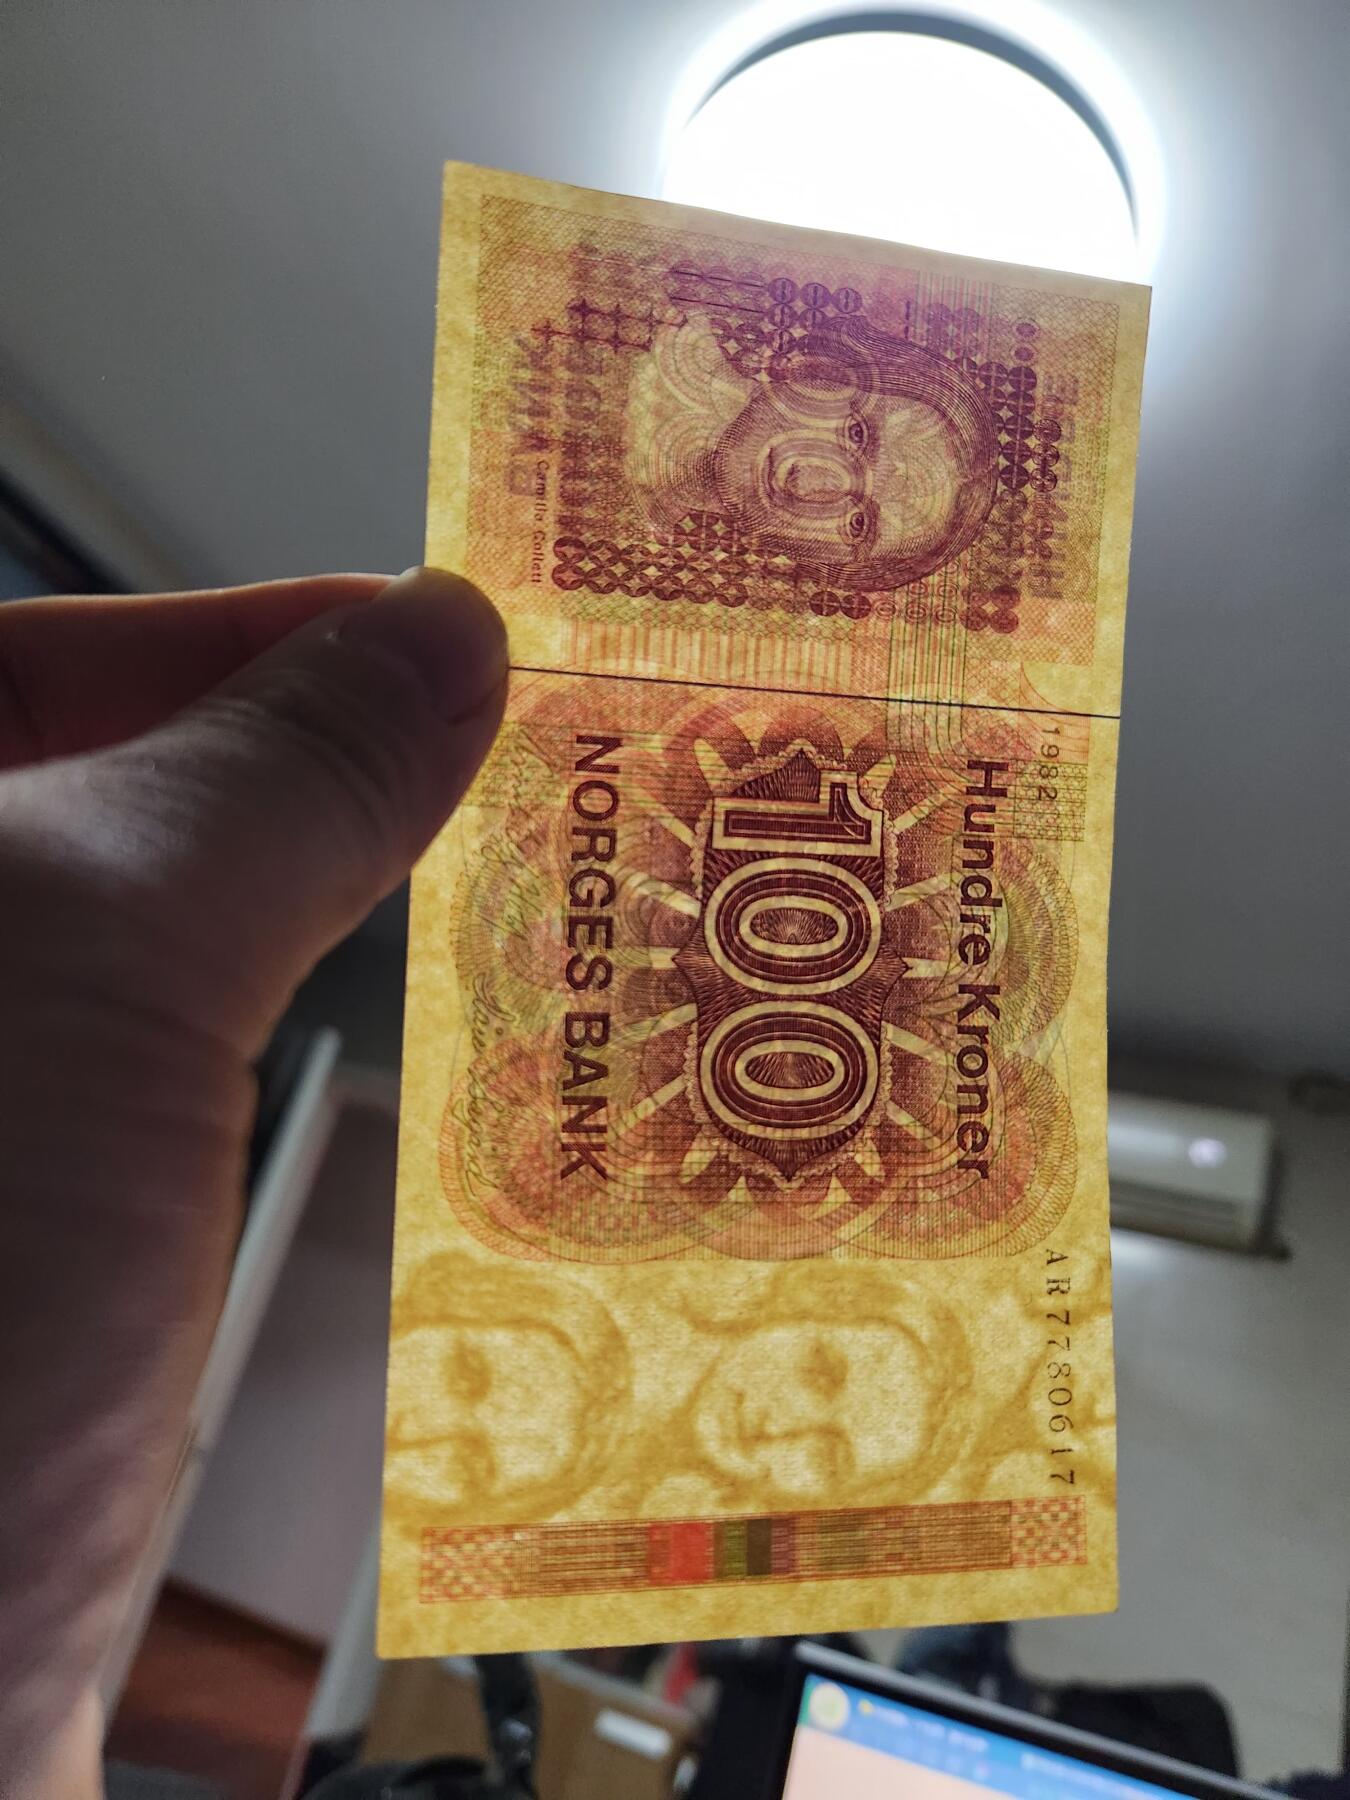 1982
AR7780617
Hundre Kroner
100
NORGES BANK
Camilla Collett